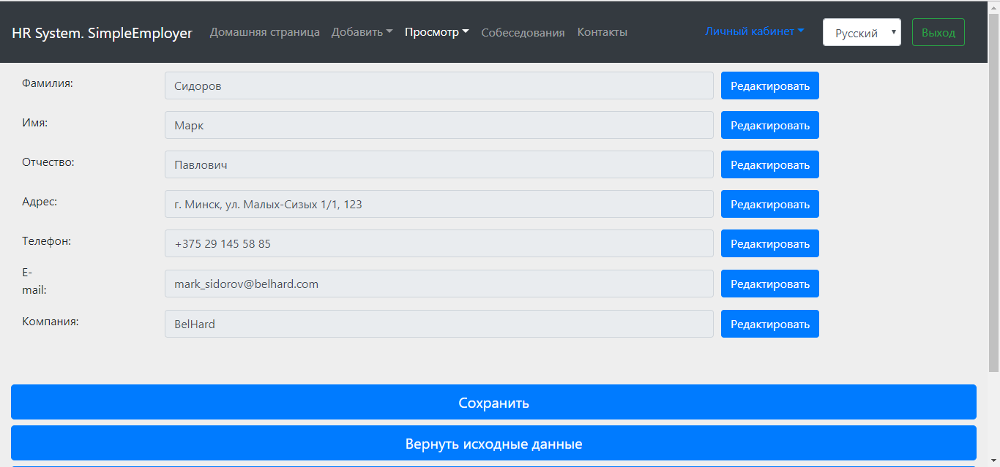 HR System. SimpleEmployer Домашняя страница Добавить Просмотр Собеседования Контакты Личный кабинет Русский Выход
Фамилия: Сидоров Редактировать
Имя: Марк Редактировать
Отчество: Павлович Редактировать
Адрес: г. Минск, ул. Малых-Сизых 1/1, 123 Редактировать
Телефон: +375 29 145 58 85 Редактировать
E-
mail: mark_sidorov@belhard.com Редактировать
Компания: BelHard Редактировать
Сохранить
Вернуть исходные данные